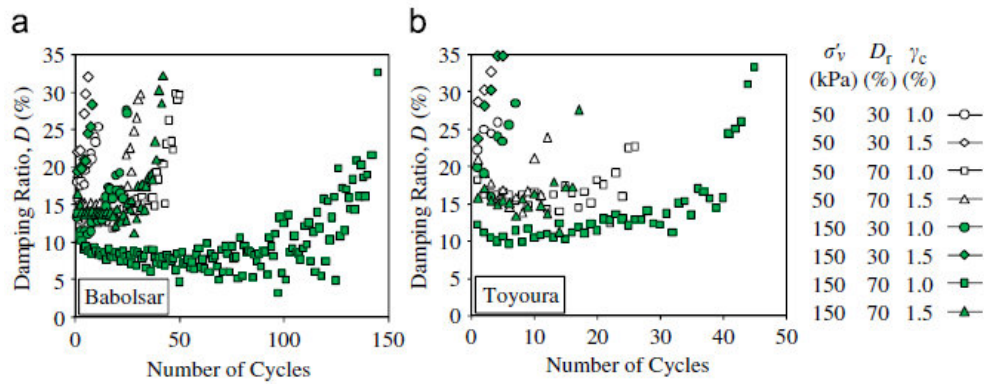 a
Damping Ratio, D (%)
35
30
25
20
15
10
5
0
Babolsar
0 50 100 150
Number of Cycles
b
Damping Ratio, D (%)
35
30
25
20
15
10
5
0
Toyoura
0 10 20 30 40 50
Number of Cycles
σ′v Dr γc
(kPa) (%) (%)
50 30 1.0
50 30 1.5
50 70 1.0
50 70 1.5
150 30 1.0
150 30 1.5
150 70 1.0
150 70 1.5